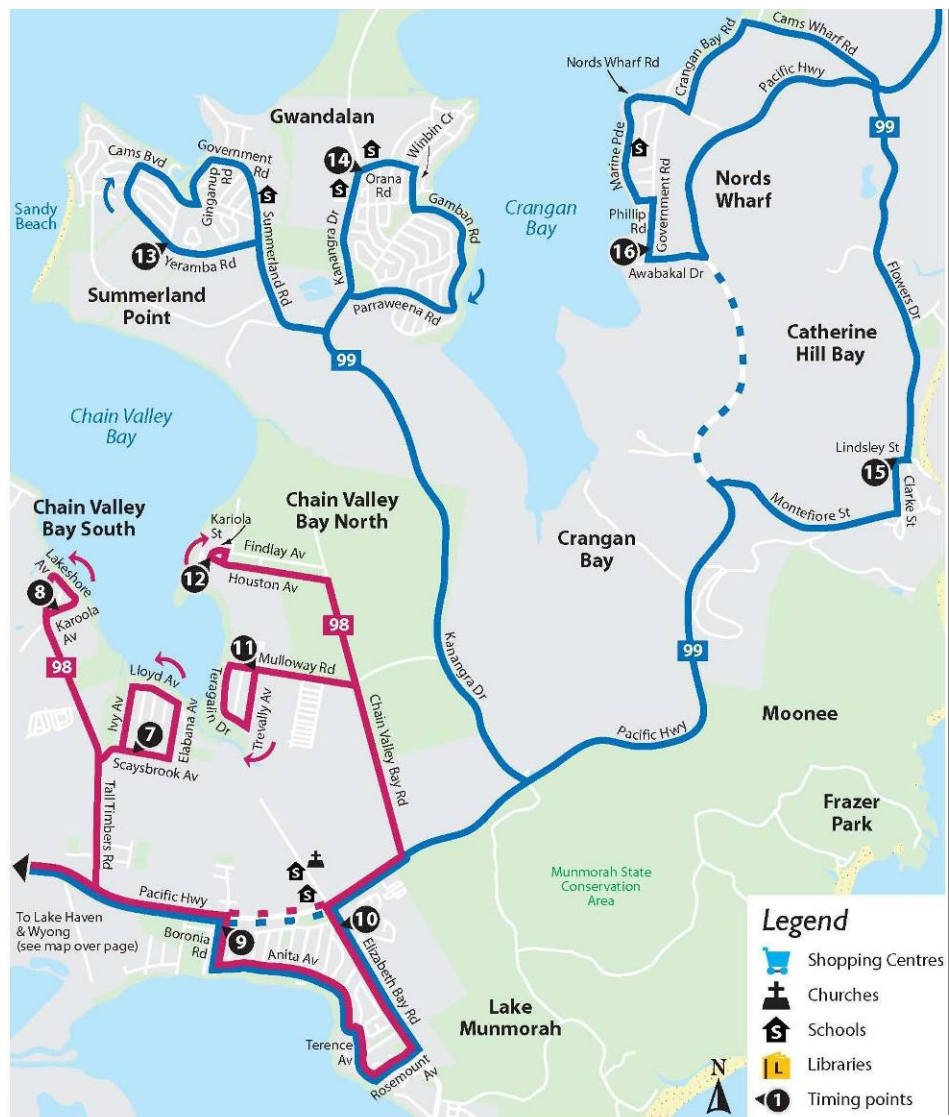 Cams Wharf Rd
Crangan Bay Rd
Nords Wharf Rd
Pacific Hwy
99
Gwandalan
Winbin Cr
Cams Bvd
Government
Rd
Ginganup
Rd
14
S
S
Orana
Rd
S
Marine Pde
S
Nords
Wharf
Sandy
Beach
Summerland Rd
Kanangra Dr
Gamban Rd
Crangan
Bay
Phillip
Rd
Government Rd
13
Yeramba Rd
16
Awabakal Dr
Flowers Dr
Summerland
Point
Parraweena Rd
Catherine
Hill Bay
99
Chain Valley
Bay
Lindsley St
15
Clarke St
Montefiore St
Chain Valley
Bay South
Kariola
St
Chain Valley
Bay North
Findlay Av
Crangan
Bay
Lakeshore
Av
8
12
Houston Av
Karoola
Av
98
98
11
Mulloway Rd
Kanangra Dr
99
Lloyd Av
Teragalin Dr
Trevally Av
Ivy Av
7
Elabana Av
Scaysbrook Av
Chain Valley Bay Rd
Pacific Hwy
Moonee
Tall Timbers Rd
Frazer
Park
S
S
Munmorah State
Conservation
Area
Pacific Hwy
To Lake Haven
& Wyong
(see map over page)
Boronia
Rd
9
10
Anita Av
Elizabeth Bay Rd
Lake
Munmorah
Terence
Av
Rosemount
Av
N
Legend
Shopping Centres
Churches
S Schools
L Libraries
1 Timing points